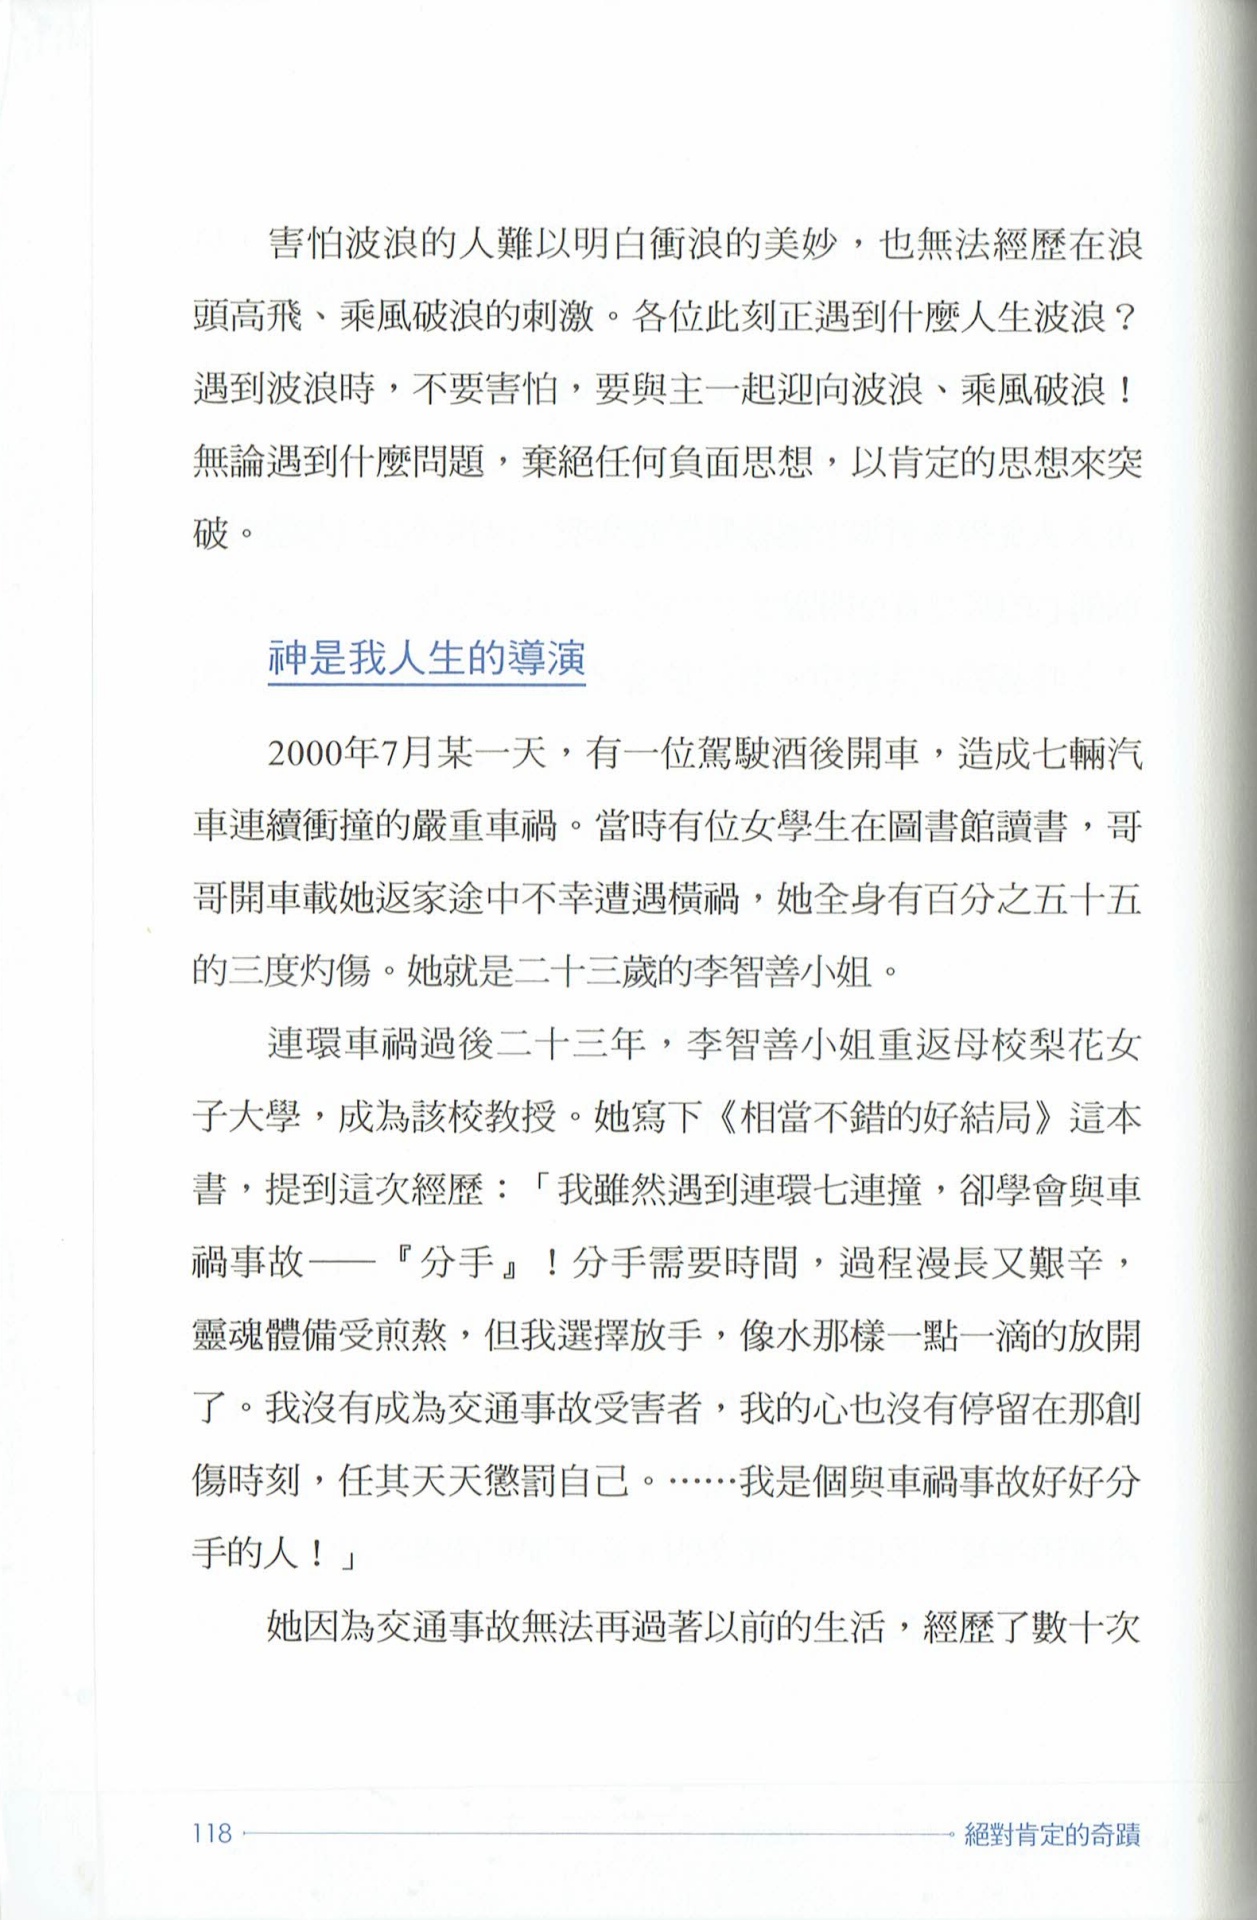 害怕波浪的人難以明白衝浪的美妙，也無法經歷在浪
頭高飛、乘風破浪的刺激。各位此刻正遇到什麼人生波浪？
遇到波浪時，不要害怕，要與主一起迎向波浪、乘風破浪！
無論遇到什麼問題，棄絕任何負面思想，以肯定的思想來突
破。
神是我人生的導演
2000年7月某一天，有一位駕駛酒後開車，造成七輛汽
車連續衝撞的嚴重車禍。當時有位女學生在圖書館讀書，哥
哥開車載她返家途中不幸遭遇橫禍，她全身有百分之五十五
的三度灼傷。她就是二十三歲的李智善小姐。
連環車禍過後二十三年，李智善小姐重返母校梨花女
子大學，成為該校教授。她寫下《相當不錯的好結局》這本
書，提到這次經歷：「我雖然遇到連環七連撞，卻學會與車
禍事故——『分手』！分手需要時間，過程漫長又艱辛，
靈魂體備受煎熬，但我選擇放手，像水那樣一點一滴的放開
了。我沒有成為交通事故受害者，我的心也沒有停留在那創
傷時刻，任其天天懲罰自己。……我是個與車禍事故好好分
手的人！」
她因為交通事故無法再過著以前的生活，經歷了數十次
118 絕對肯定的奇蹟